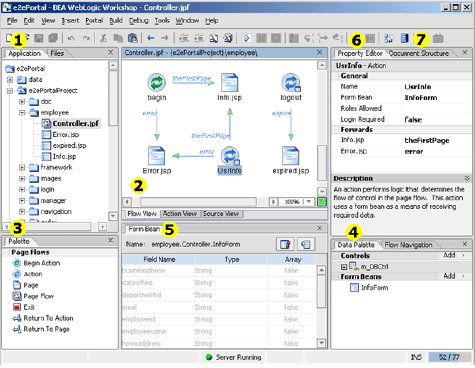 e2ePortal - BEA WebLogic Workshop - Controller.jpf
File Edit View Insert Portal Build Debug Tools Window Help
1
6
7
Application Files
e2ePortal
data
e2ePortalProject
doc
employee
Controller.jpf
Error.jsp
expired.jsp
Info.jsp
framework
images
login
manager
navigation
3
Palette
Page Flows
Begin Action
Action
Page
Page Flow
Exit
Return To Action
Return To Page
Controller.jpf - {e2ePortalProject}\employee\
begin
theFirstPage
Info.jsp
logout
error
theFirstPage
expire
error
Error.jsp
UsrInfo
expired.jsp
2
100%
Flow View Action View Source View
Form Bean
5
Name: employee.Controller.InfoForm
Field Name Type Array
businessphone String false
dateofhire String false
departmentid String false
email String false
employeeid String false
employeename String false
homeaddress String false
Property Editor Document Structure
UsrInfo - Action
General
Name UsrInfo
Form Bean InfoForm
Roles Allowed
Login Required false
Forwards
Info.jsp theFirstPage
Error.jsp error
Description
An action performs logic that determines the
flow of control in the page flow. This action
uses a form bean as a means of receiving
required data.
4
Data Palette Flow Navigation
Controls Add
m_DBCtrl
Form Beans Add
InfoForm
Server Running
INS 52 / 77